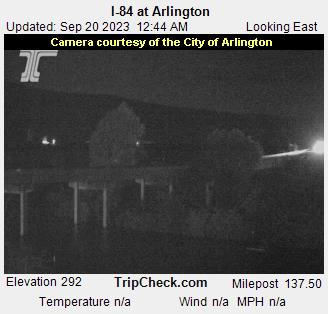 I-84 at Arlington
Updated: Sep 20 2023 12:44 AM Looking East
Camera courtesy of the City of Arlington
Elevation 292 TripCheck.com Milepost 137.50
Temperature n/a Wind n/a MPH n/a